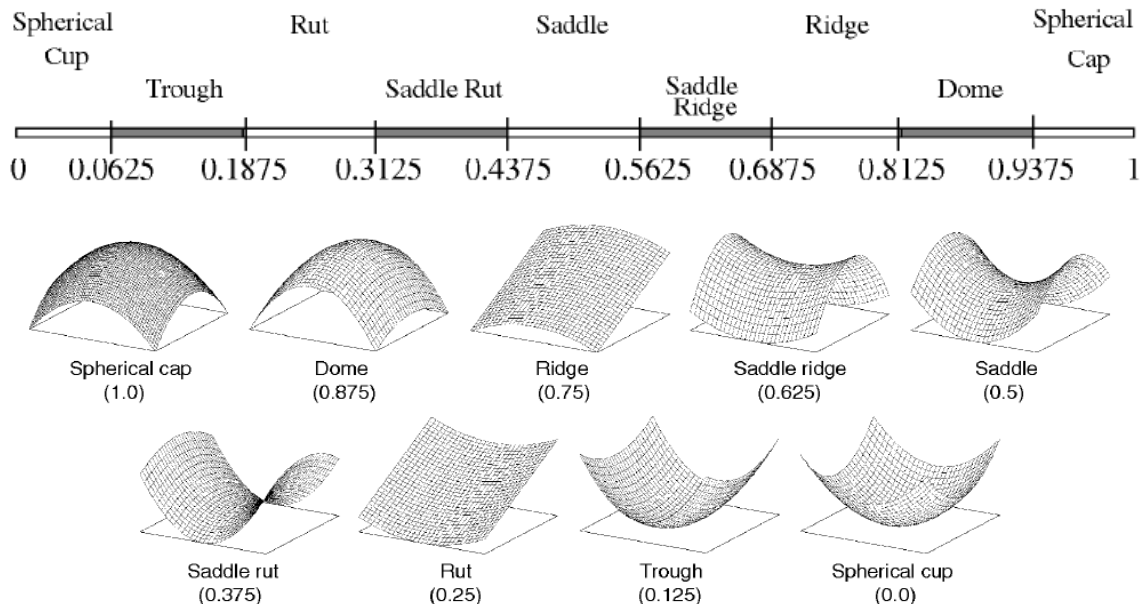 Spherical Cup
Rut
Saddle
Ridge
Spherical Cap
Trough
Saddle Rut
Saddle Ridge
Dome
0 0.0625 0.1875 0.3125 0.4375 0.5625 0.6875 0.8125 0.9375 1
Spherical cap
(1.0)
Dome
(0.875)
Ridge
(0.75)
Saddle ridge
(0.625)
Saddle
(0.5)
Saddle rut
(0.375)
Rut
(0.25)
Trough
(0.125)
Spherical cup
(0.0)